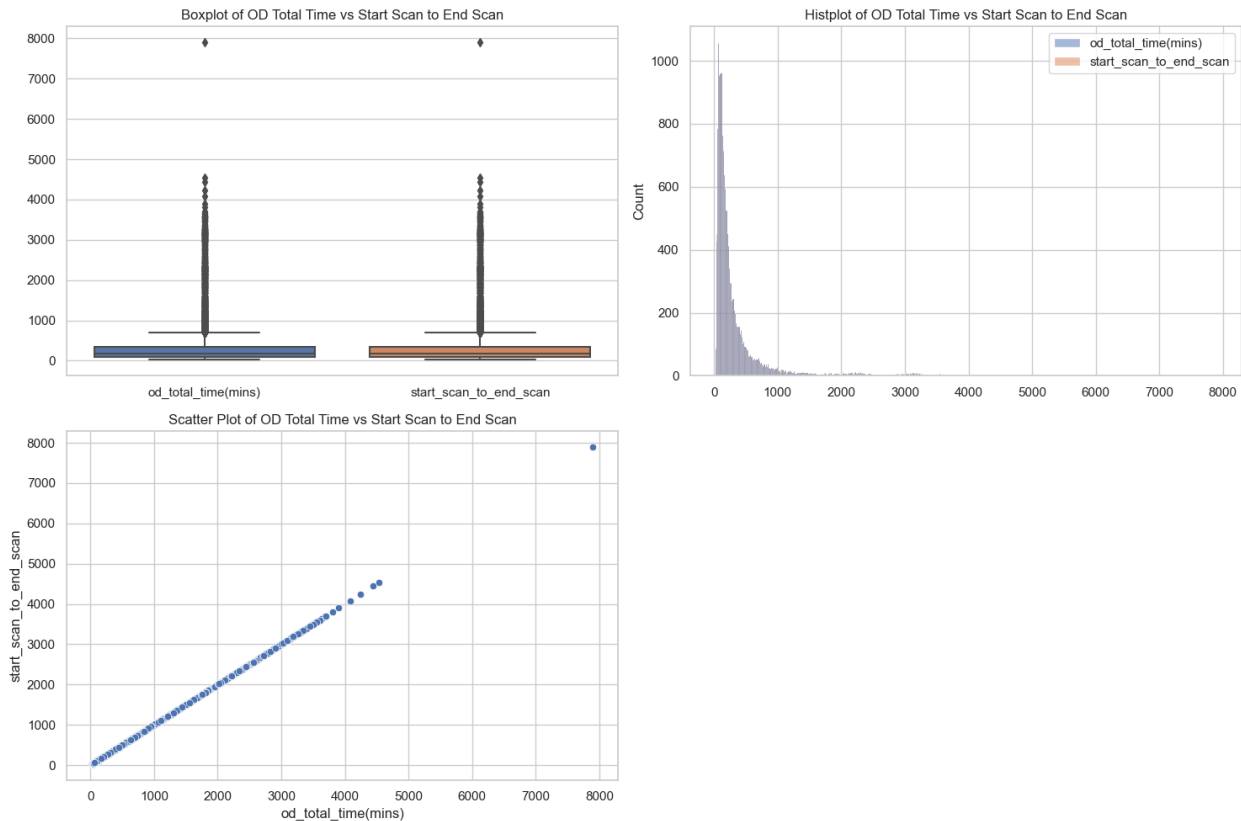 Boxplot of OD Total Time vs Start Scan to End Scan
8000
7000
6000
5000
4000
3000
2000
1000
0
od_total_time(mins)
start_scan_to_end_scan
Histplot of OD Total Time vs Start Scan to End Scan
od_total_time(mins)
start_scan_to_end_scan
Count
1000
800
600
400
200
0
0 1000 2000 3000 4000 5000 6000 7000 8000
Scatter Plot of OD Total Time vs Start Scan to End Scan
start_scan_to_end_scan
8000
7000
6000
5000
4000
3000
2000
1000
0
0 1000 2000 3000 4000 5000 6000 7000 8000
od_total_time(mins)